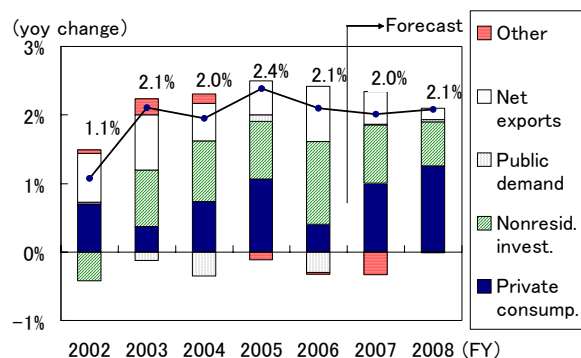 (yoy change)
Forecast
3%
2%
1%
0%
−1%
1.1%
2.1%
2.0%
2.4%
2.1%
2.0%
2.1%
2002 2003 2004 2005 2006 2007 2008 (FY)
Other
Net
exports
Public
demand
Nonresid.
invest.
Private
consump.